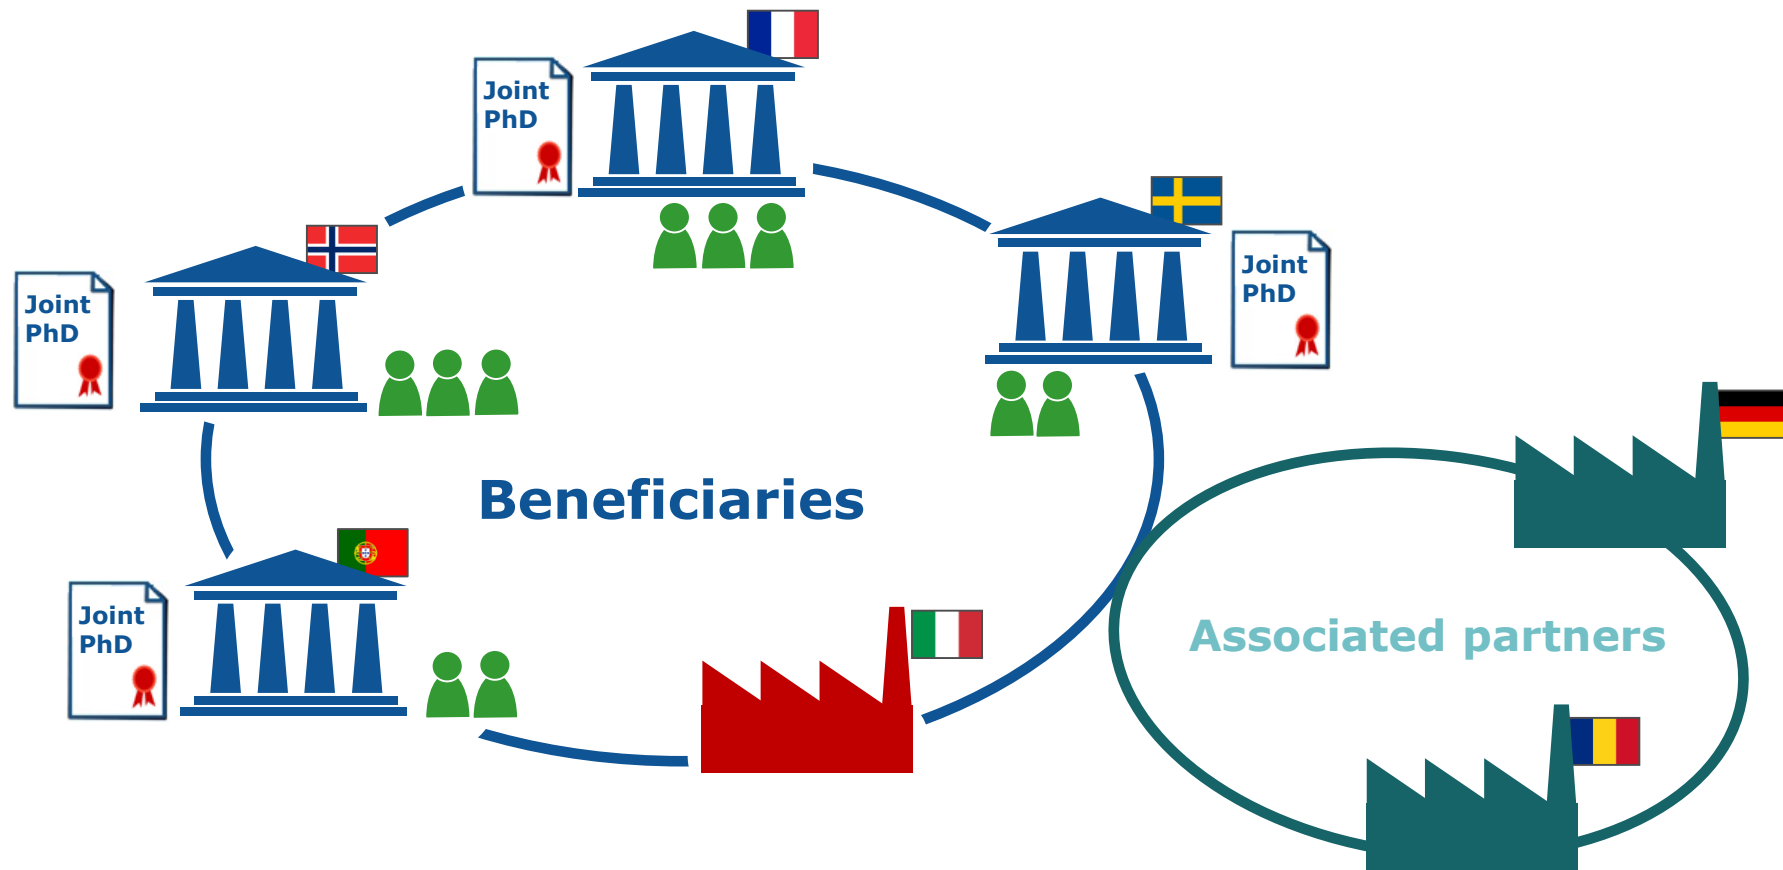 Joint
PhD
Joint
PhD
Joint
PhD
Beneficiaries
Joint
PhD
Associated partners